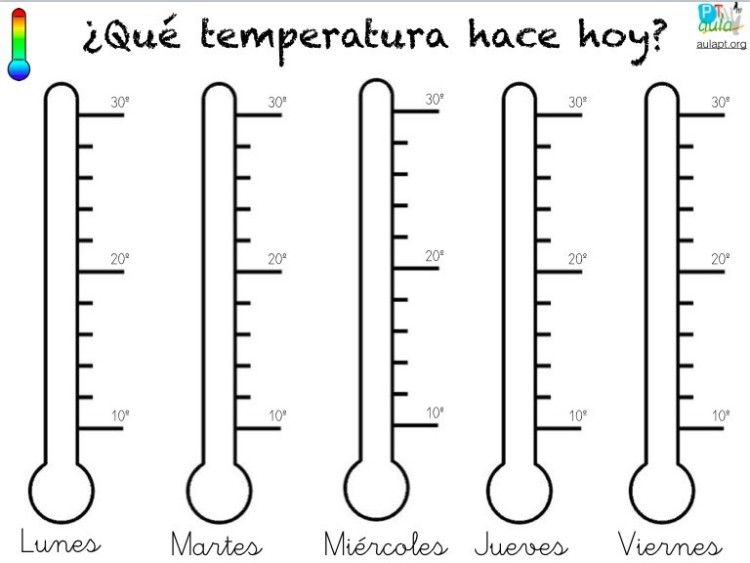 ¿Qué temperatura hace hoy?
PT
aula
aulapt.org
30º 30º 30º 30º 30º
20º 20º 20º 20º 20º
10º 10º 10º 10º 10º
Lunes Martes Miércoles Jueves Viernes